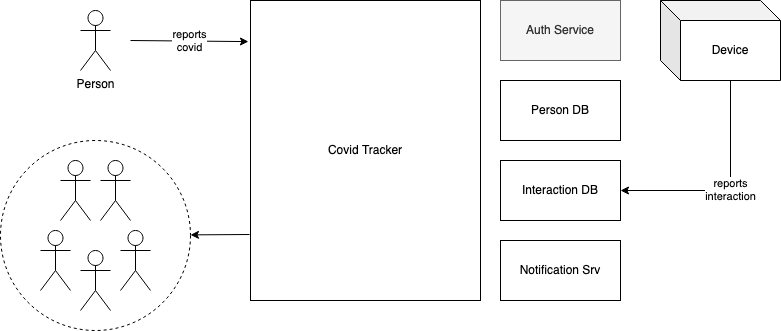 reports
covid
Person
Covid Tracker
Auth Service
Person DB
Interaction DB
Notification Srv
Device
reports
interaction